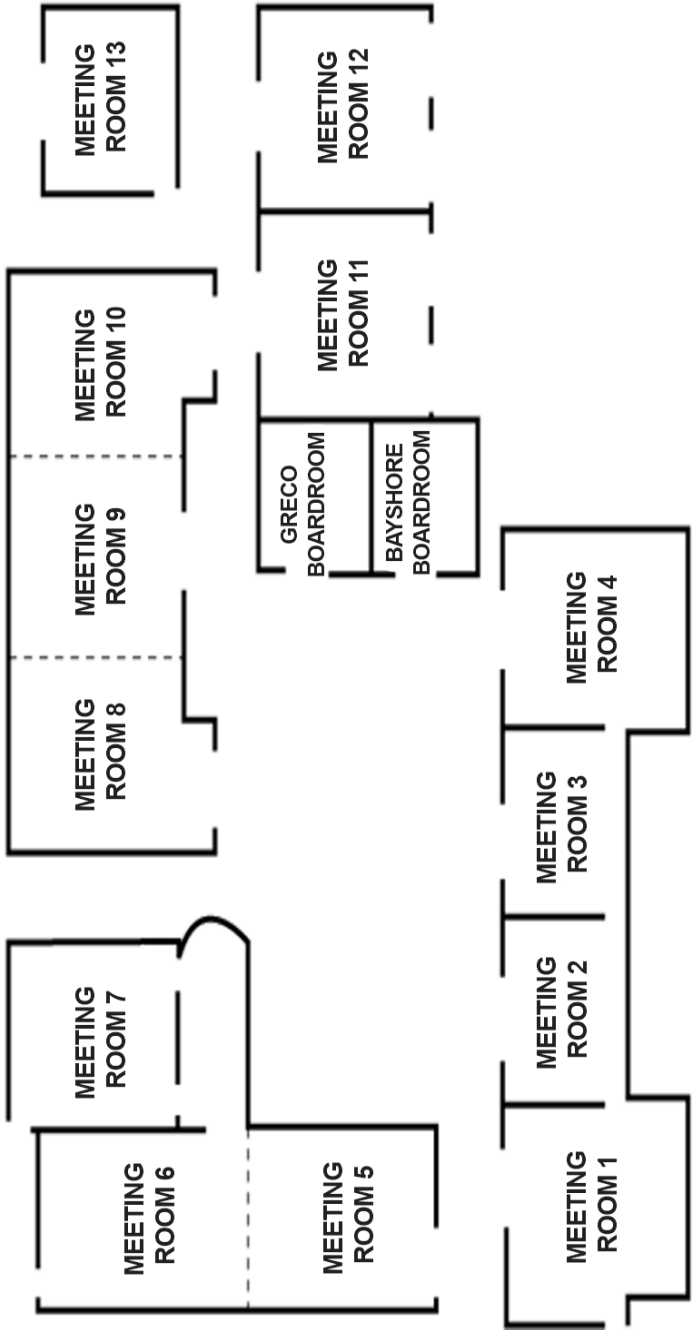 MEETING
ROOM 13
MEETING
ROOM 12
MEETING
ROOM 11
MEETING
ROOM 10
MEETING
ROOM 9
MEETING
ROOM 8
GRECO
BOARDROOM
BAYSHORE
BOARDROOM
MEETING
ROOM 7
MEETING
ROOM 6
MEETING
ROOM 5
MEETING
ROOM 4
MEETING
ROOM 3
MEETING
ROOM 2
MEETING
ROOM 1